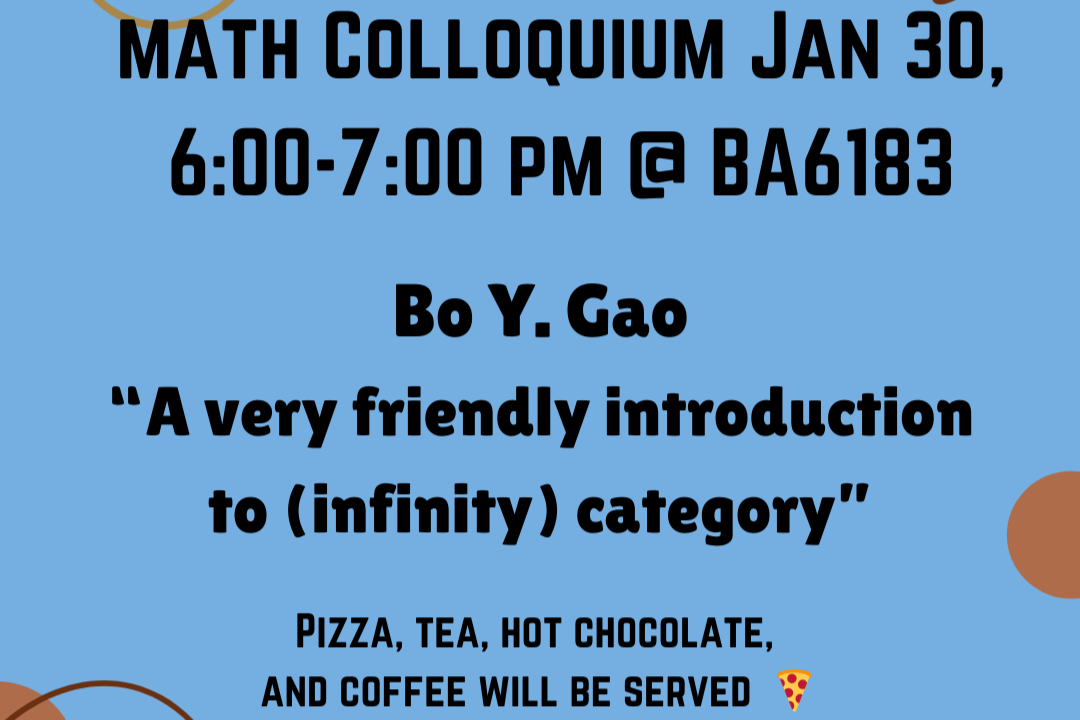 MATH COLLOQUIUM JAN 30,
6:00-7:00 PM @ BA6183
Bo Y. Gao
“A very friendly introduction
to (infinity) category”
PIZZA, TEA, HOT CHOCOLATE,
AND COFFEE WILL BE SERVED 🍕